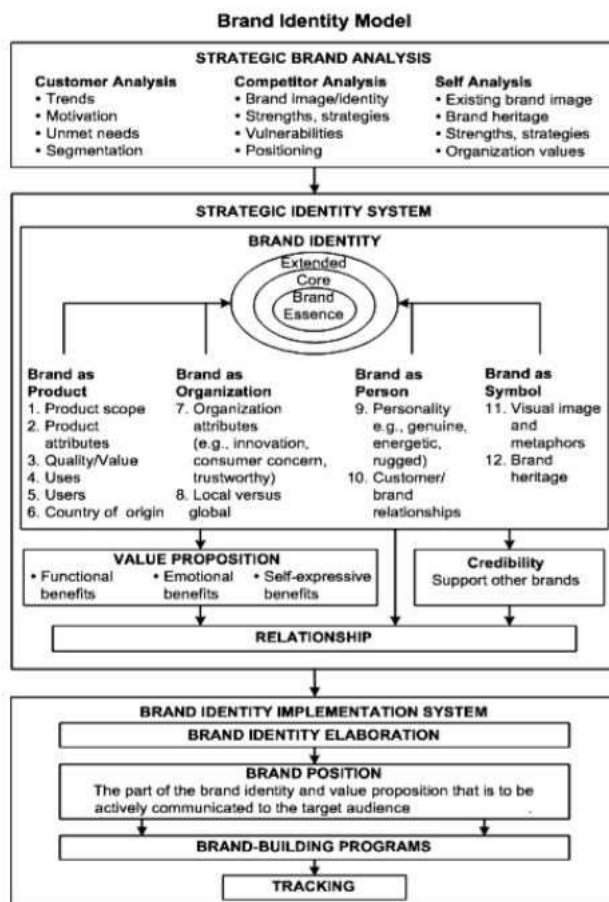 Brand Identity Model
STRATEGIC BRAND ANALYSIS
Customer Analysis
• Trends
• Motivation
• Unmet needs
• Segmentation
Competitor Analysis
• Brand image/identity
• Strengths, strategies
• Vulnerabilities
• Positioning
Self Analysis
• Existing brand image
• Brand heritage
• Strengths, strategies
• Organization values
STRATEGIC IDENTITY SYSTEM
BRAND IDENTITY
Extended
Core
Brand
Essence
Brand as
Product
1. Product scope
2. Product
attributes
3. Quality/Value
4. Uses
5. Users
6. Country of origin
Brand as
Organization
7. Organization
attributes
(e.g., innovation,
consumer concern,
trustworthy)
8. Local versus
global
Brand as
Person
9. Personality
e.g., genuine,
energetic,
rugged)
10. Customer/
brand
relationships
Brand as
Symbol
11. Visual image
and
metaphors
12. Brand
heritage
VALUE PROPOSITION
• Functional
benefits
• Emotional
benefits
• Self-expressive
benefits
Credibility
Support other brands
RELATIONSHIP
BRAND IDENTITY IMPLEMENTATION SYSTEM
BRAND IDENTITY ELABORATION
BRAND POSITION
The part of the brand identity and value proposition that is to be
actively communicated to the target audience .
BRAND-BUILDING PROGRAMS
TRACKING